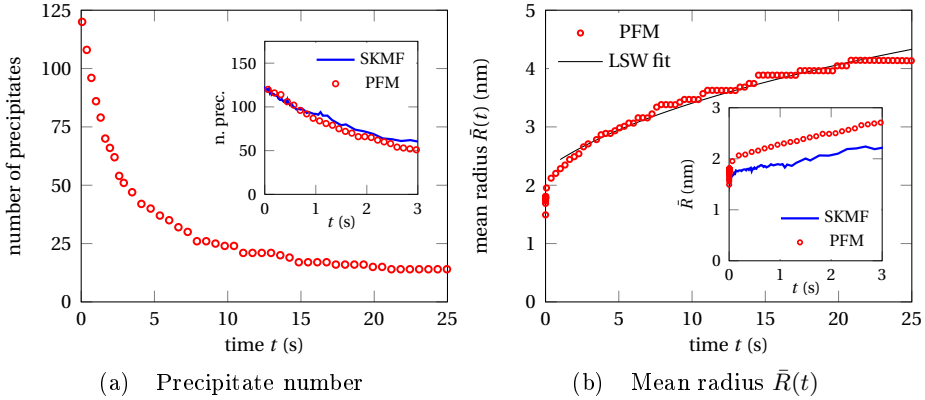 number of precipitates
125
100
75
50
25
0
0 5 10 15 20 25
time t (s)
n. prec.
150
100
50
0
0 1 2 3
t (s)
SKMF
PFM
(a) Precipitate number
mean radius R̄(t) (nm)
5
4
3
2
1
0
0 5 10 15 20 25
time t (s)
PFM
LSW fit
R̄ (nm)
3
2
1
0
0 1 2 3
t (s)
SKMF
PFM
(b) Mean radius R̄(t)